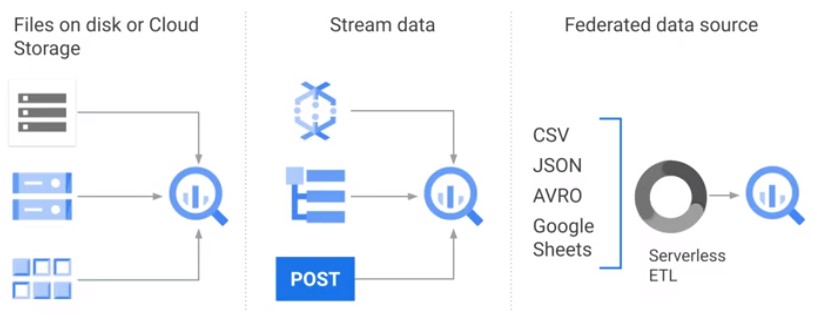 Files on disk or Cloud
Storage
Stream data
POST
Federated data source
CSV
JSON
AVRO
Google
Sheets
Serverless
ETL